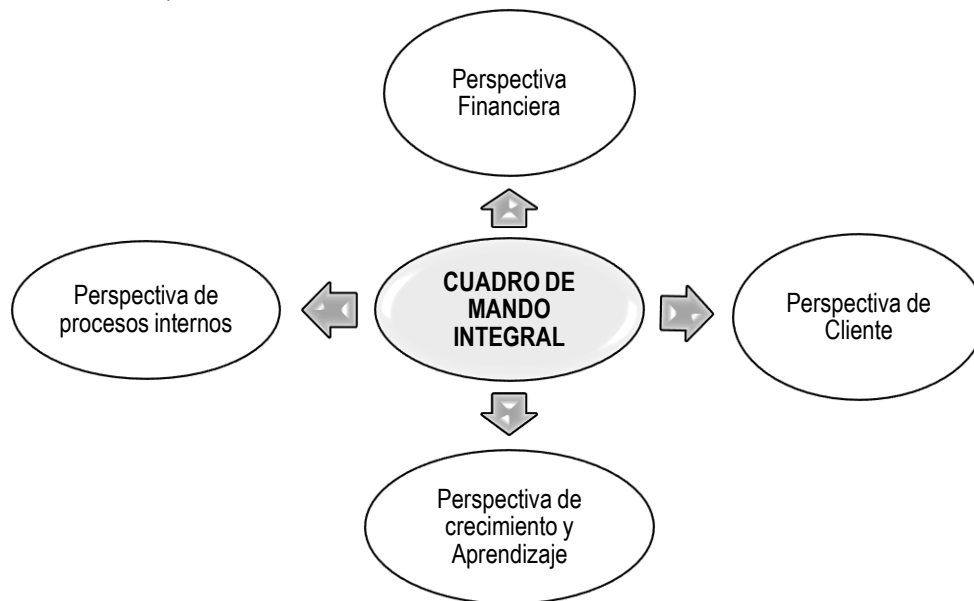 Perspectiva
Financiera
Perspectiva de
procesos internos
CUADRO DE
MANDO
INTEGRAL
Perspectiva de
Cliente
Perspectiva de
crecimiento y
Aprendizaje